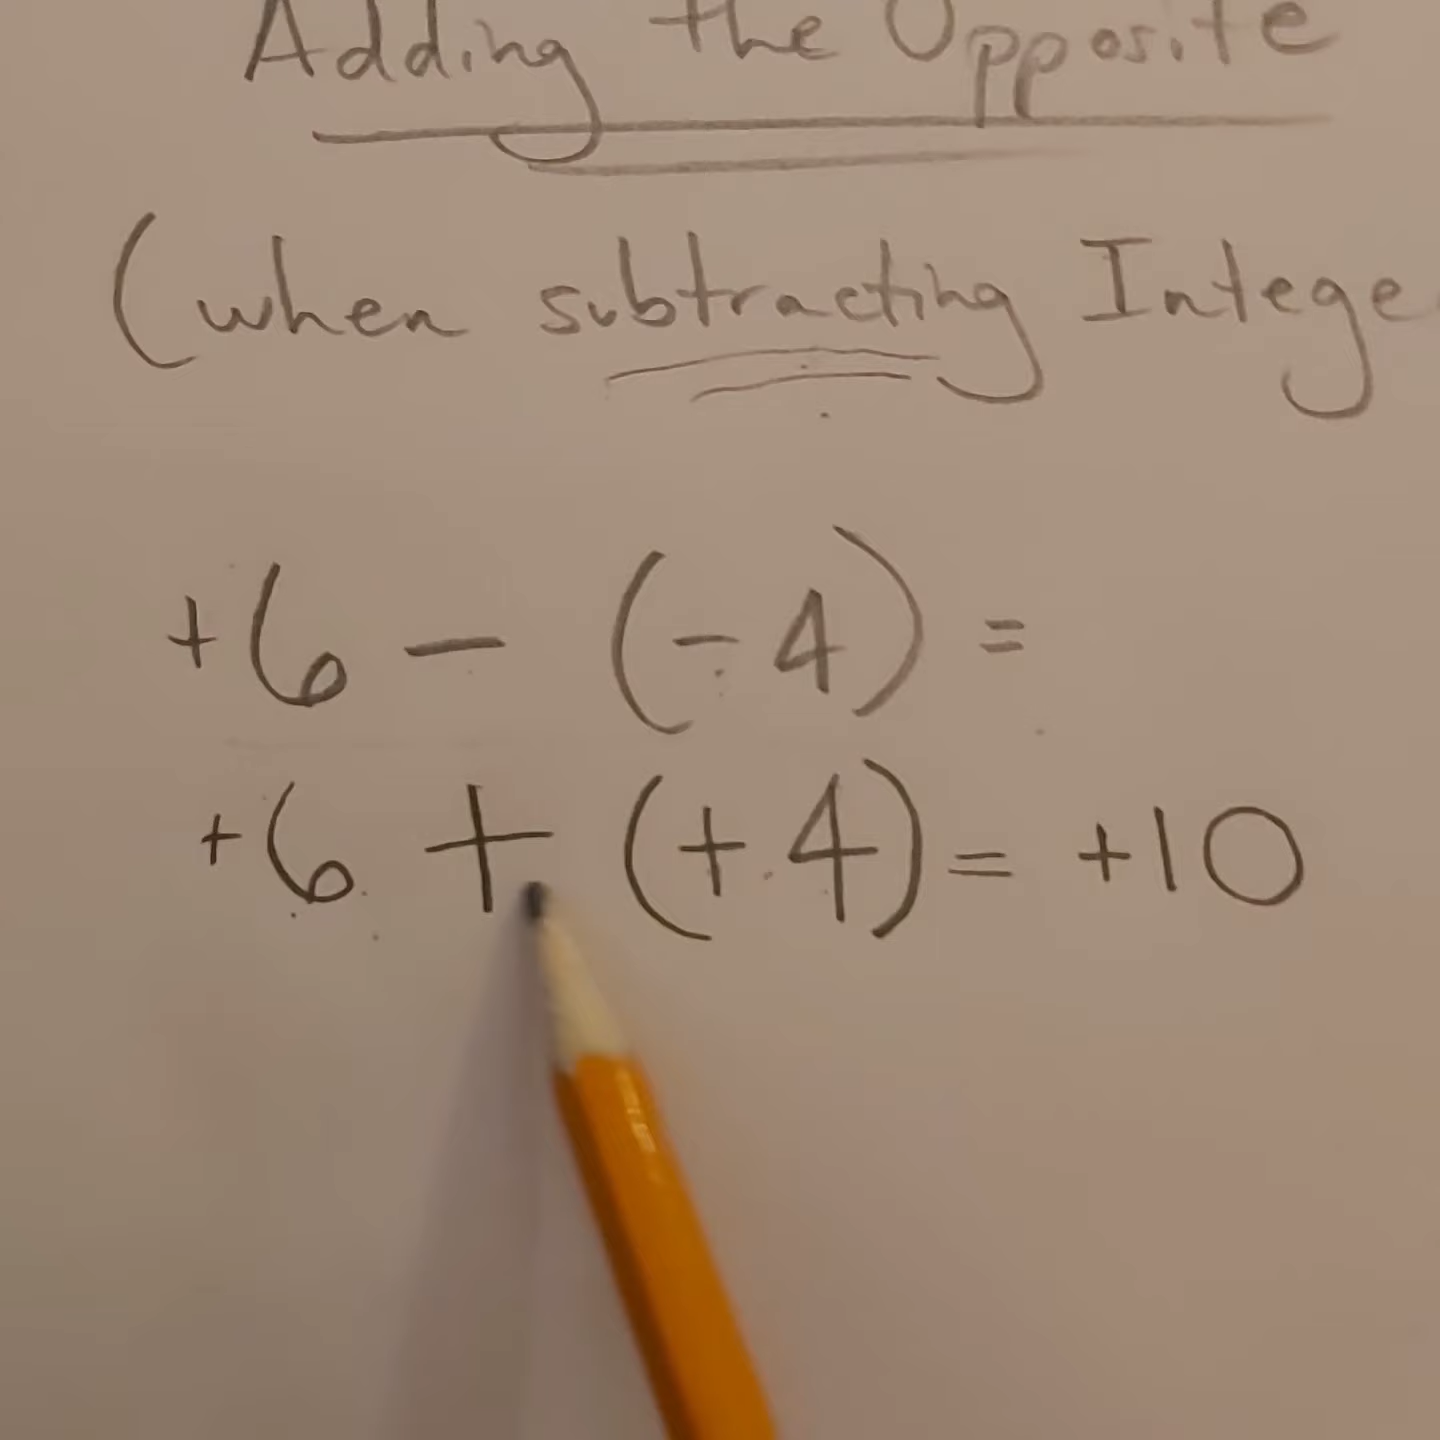 Adding the Opposite
(when subtracting Intege
+6 - (-4) =
+6 + (+4) = +10